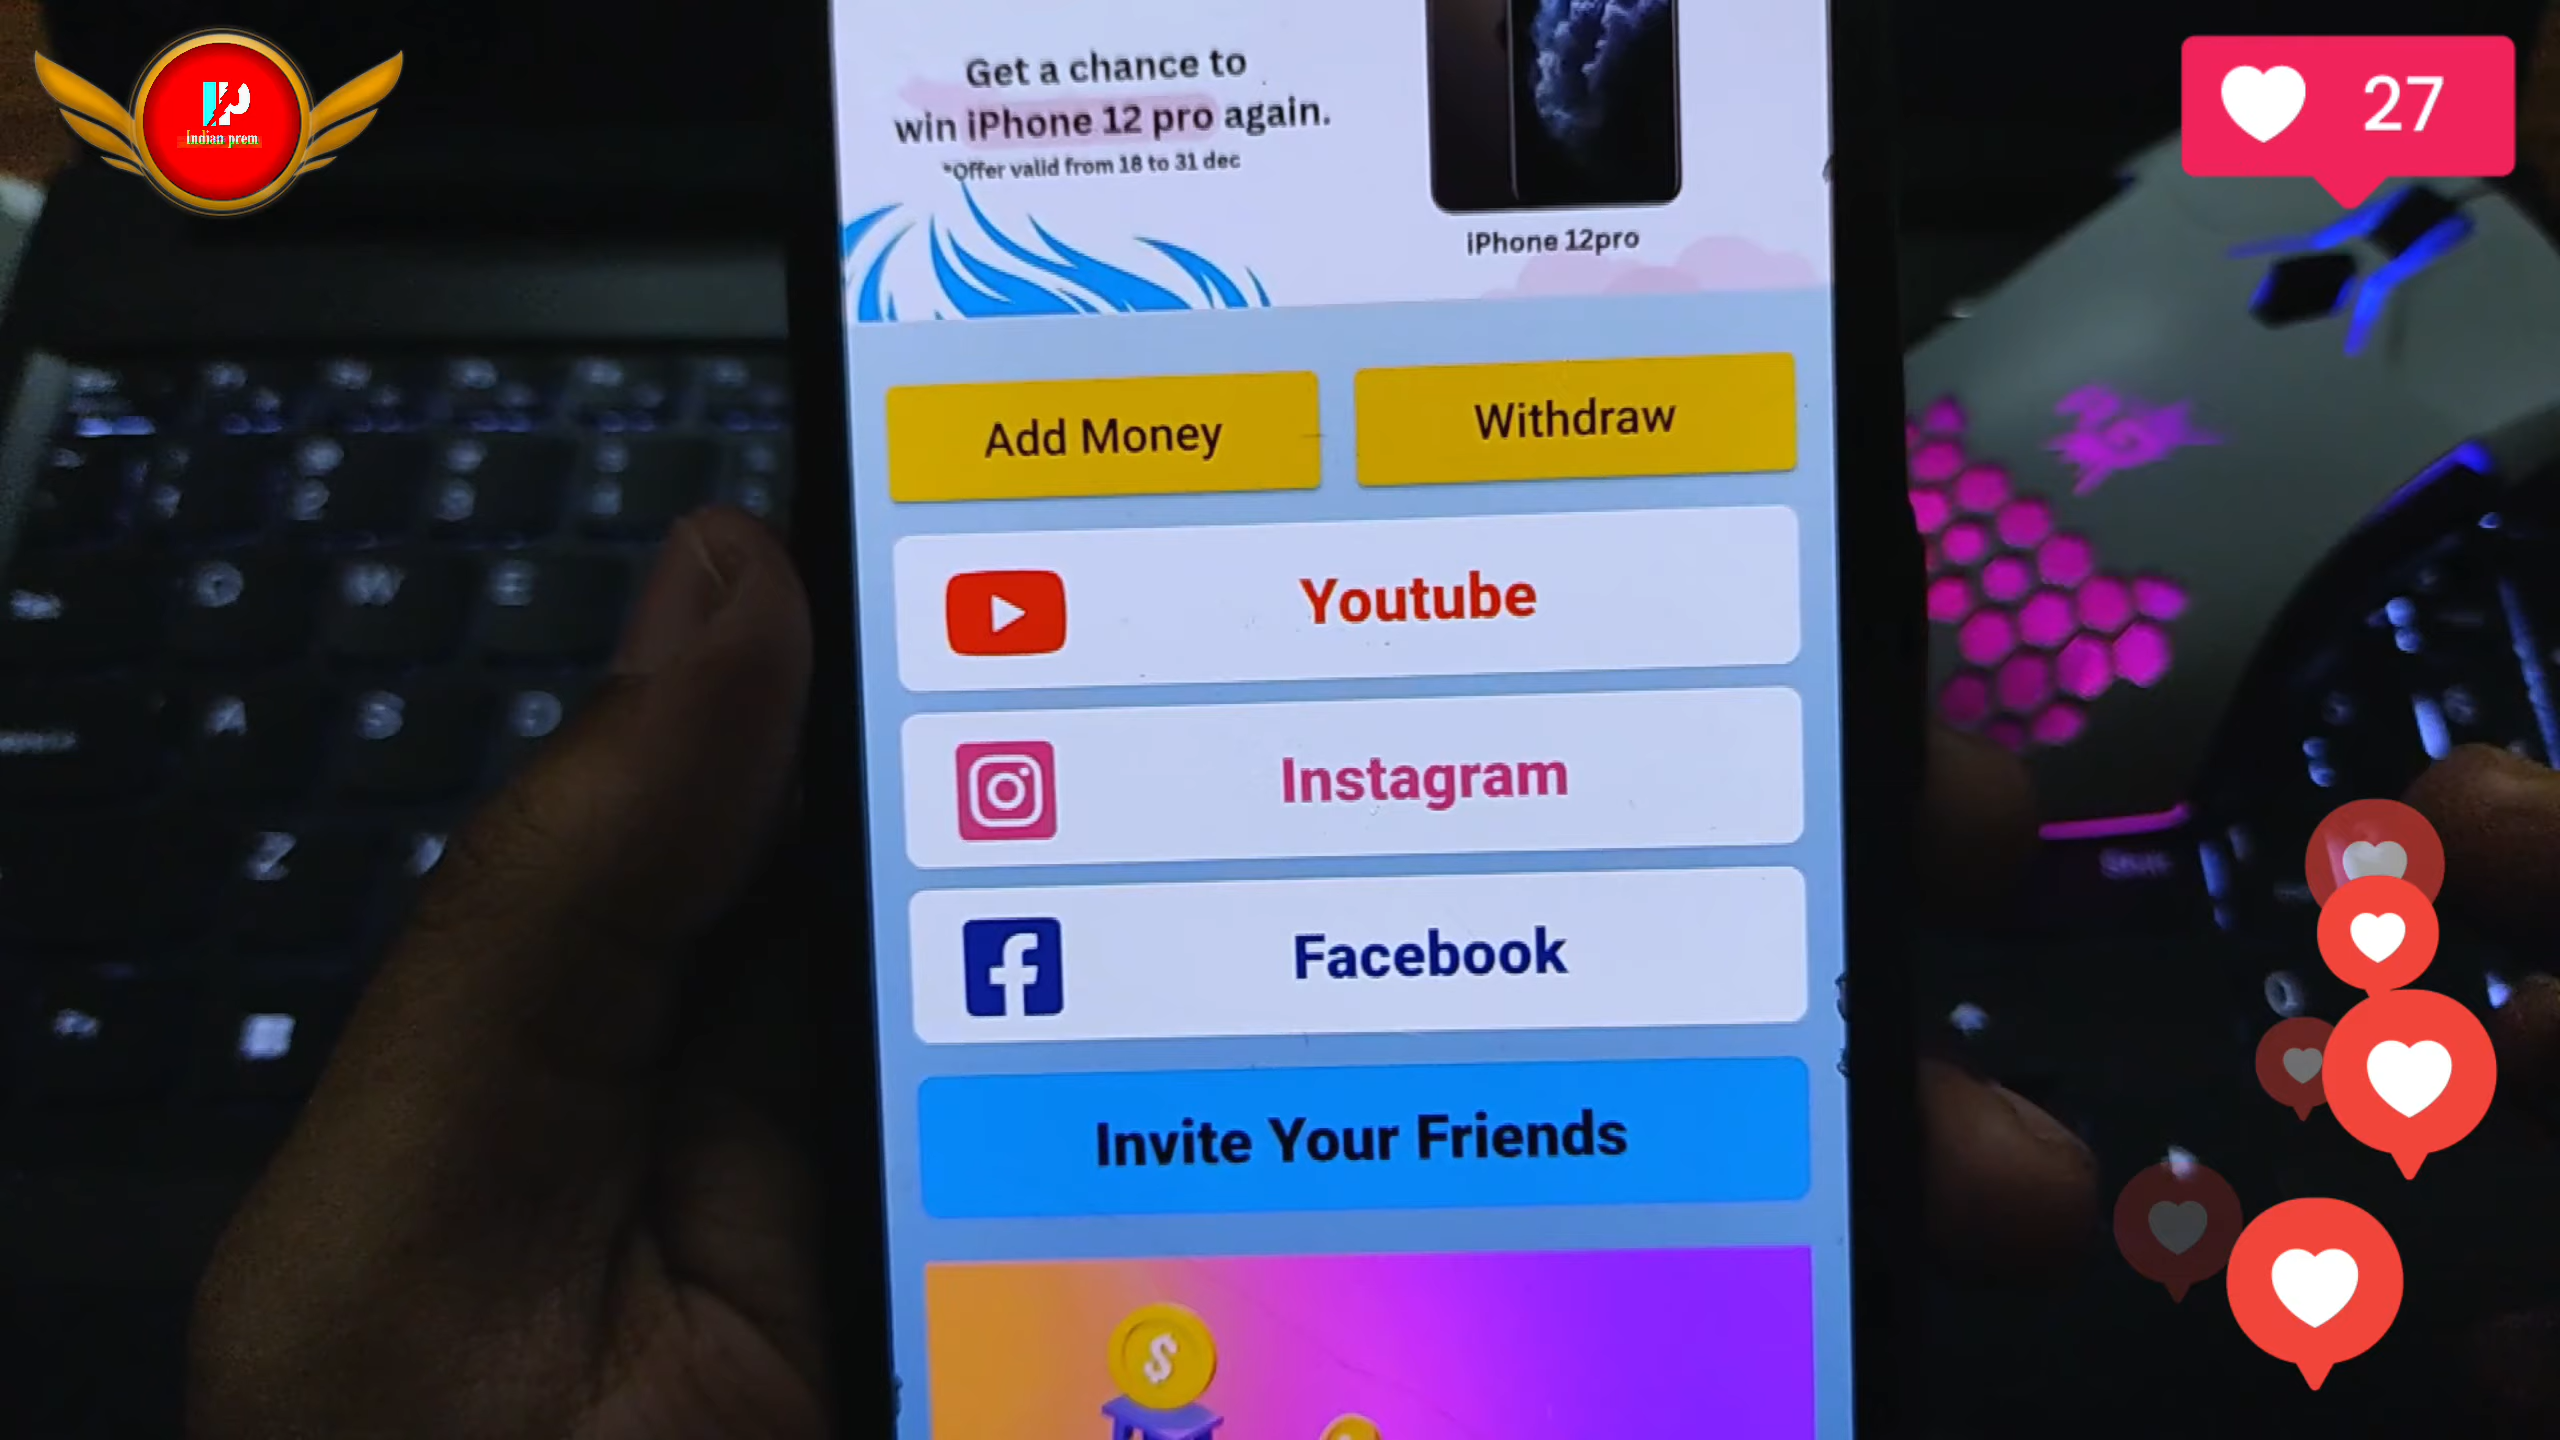 IP
Indian prem
27
Get a chance to
win iPhone 12 pro again.
*Offer valid from 18 to 31 dec
iPhone 12pro
Add Money
Withdraw
Youtube
Instagram
Facebook
Invite Your Friends
$
W
E
A
S
D
Z